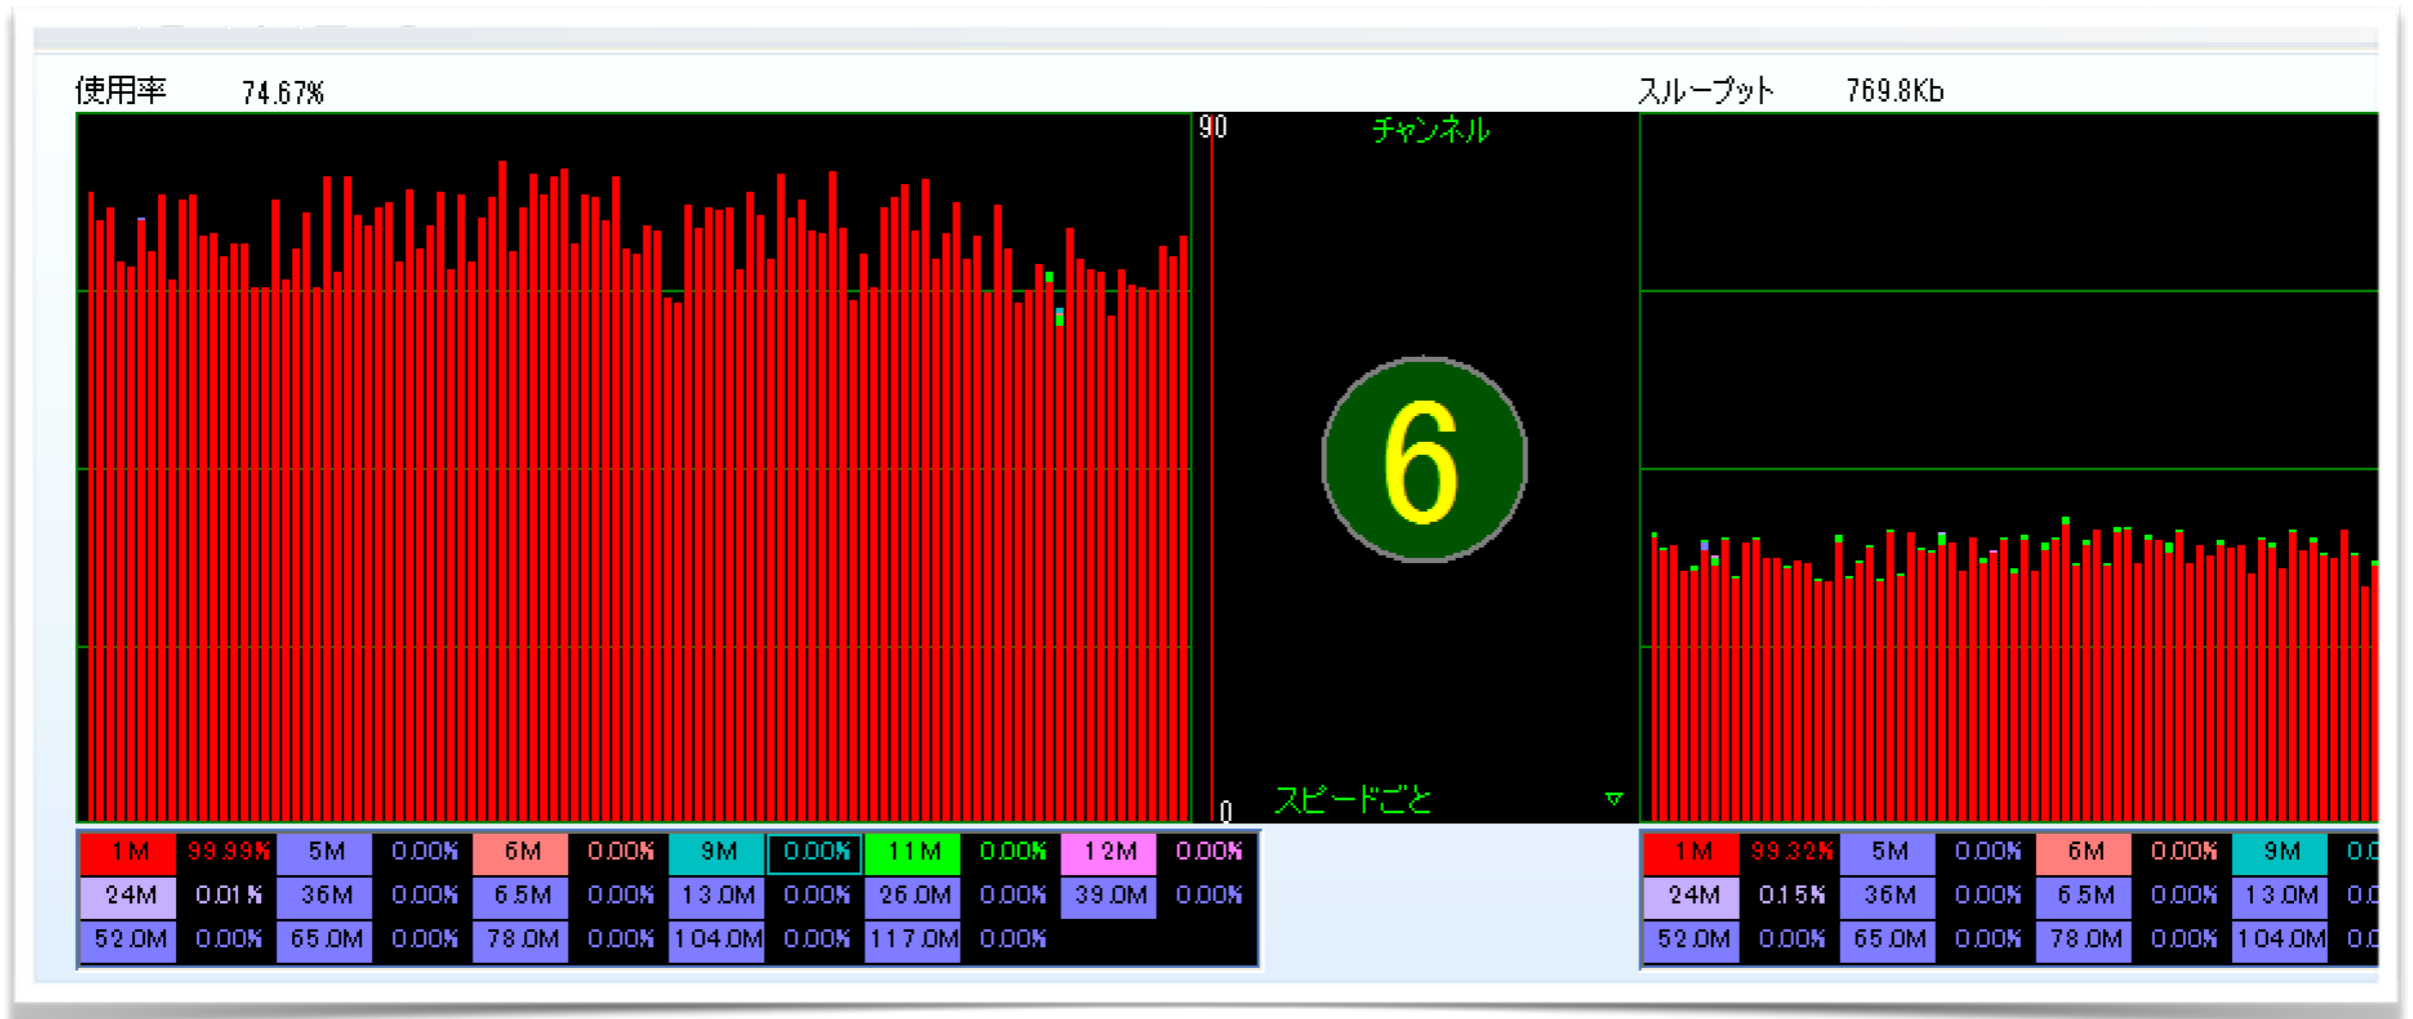 使用率 74.67%
スループット 769.8Kb
90
チャンネル
6
0
スピードごと
1M 99.99% 5M 0.00% 6M 0.00% 9M 0.00% 11M 0.00% 12M 0.00%
24M 0.01% 36M 0.00% 6.5M 0.00% 13.0M 0.00% 26.0M 0.00% 39.0M 0.00%
52.0M 0.00% 65.0M 0.00% 78.0M 0.00% 104.0M 0.00% 117.0M 0.00%
1M 99.32% 5M 0.00% 6M 0.00% 9M
24M 0.15% 36M 0.00% 6.5M 0.00% 13.0M
52.0M 0.00% 65.0M 0.00% 78.0M 0.00% 104.0M